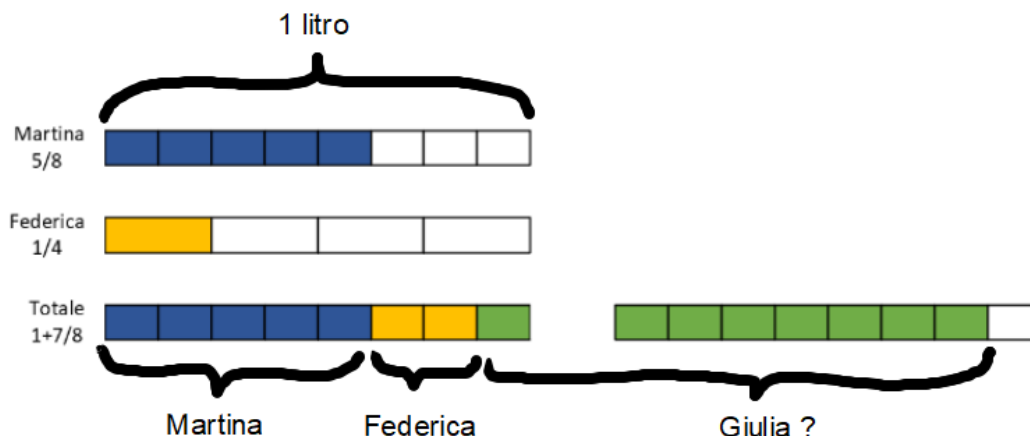 1 litro
Martina
5/8
Federica
1/4
Totale
1+7/8
Martina
Federica
Giulia ?